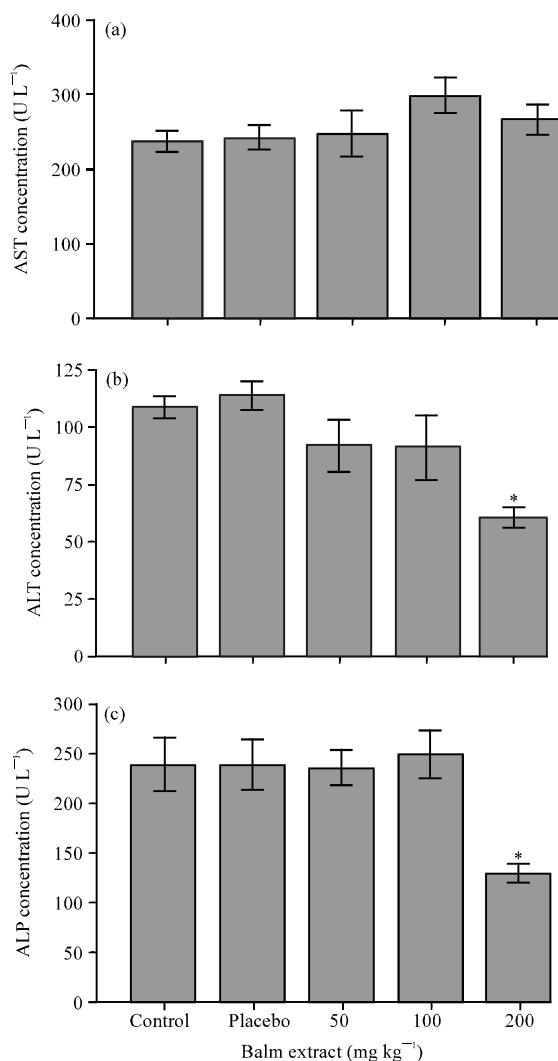 (a)
AST concentration (U L⁻¹)
400
300
200
100
0
(b)
ALT concentration (U L⁻¹)
125
100
75
50
25
0
*
(c)
ALP concentration (U L⁻¹)
300
250
200
150
100
50
0
*
Control Placebo 50 100 200
Balm extract (mg kg⁻¹)